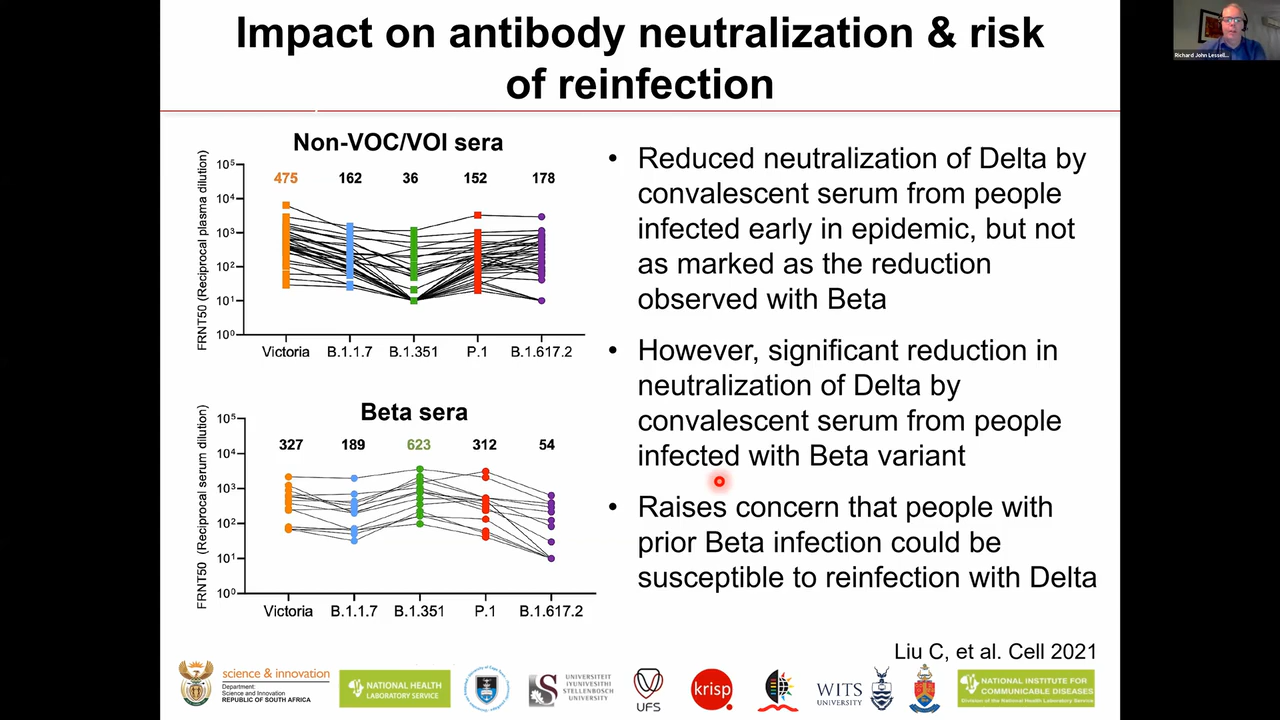 Impact on antibody neutralization & risk
of reinfection
Richard John Lessell...
Non-VOC/VOI sera
FRNT50 (Reciprocal plasma dilution)
10⁵
10⁴
10³
10²
10¹
10⁰
475 162 36 152 178
Victoria B.1.1.7 B.1.351 P.1 B.1.617.2
Beta sera
FRNT50 (Reciprocal serum dilution)
10⁵
10⁴
10³
10²
10¹
10⁰
327 189 623 312 54
Victoria B.1.1.7 B.1.351 P.1 B.1.617.2
• Reduced neutralization of Delta by
convalescent serum from people
infected early in epidemic, but not
as marked as the reduction
observed with Beta
• However, significant reduction in
neutralization of Delta by
convalescent serum from people
infected with Beta variant
• Raises concern that people with
prior Beta infection could be
susceptible to reinfection with Delta
Liu C, et al. Cell 2021
science & innovation
Department:
Science and Innovation
REPUBLIC OF SOUTH AFRICA
NATIONAL HEALTH
LABORATORY SERVICE
UNIVERSITEIT
IYUNIVESITHI
STELLENBOSCH
UNIVERSITY
UFS
krisp
WITS
UNIVERSITY
NATIONAL INSTITUTE FOR
COMMUNICABLE DISEASES
Division of the National Health Laboratory Service